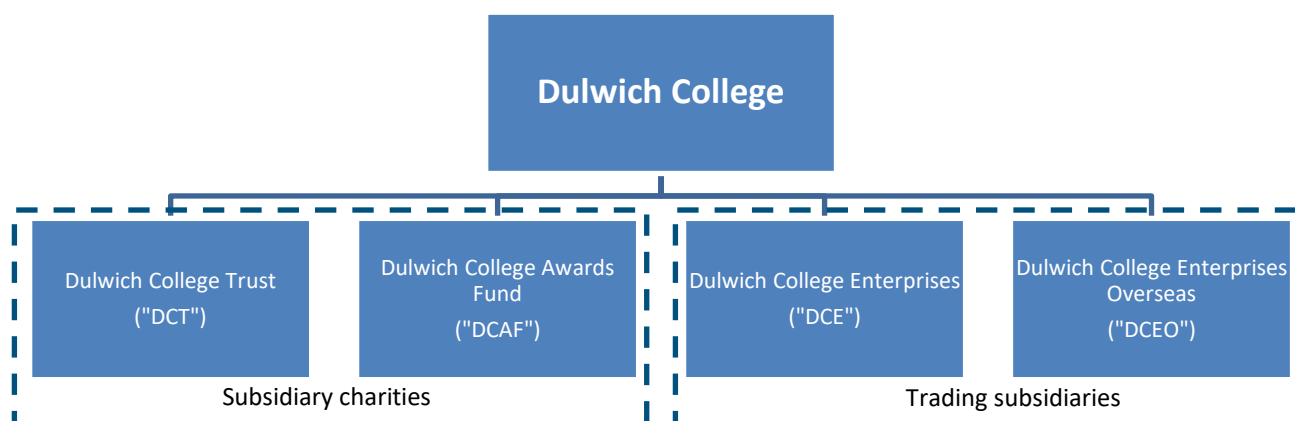 Dulwich College
Dulwich College Trust
("DCT")
Dulwich College Awards
Fund
("DCAF")
Dulwich College Enterprises
("DCE")
Dulwich College Enterprises
Overseas
("DCEO")
Subsidiary charities
Trading subsidiaries